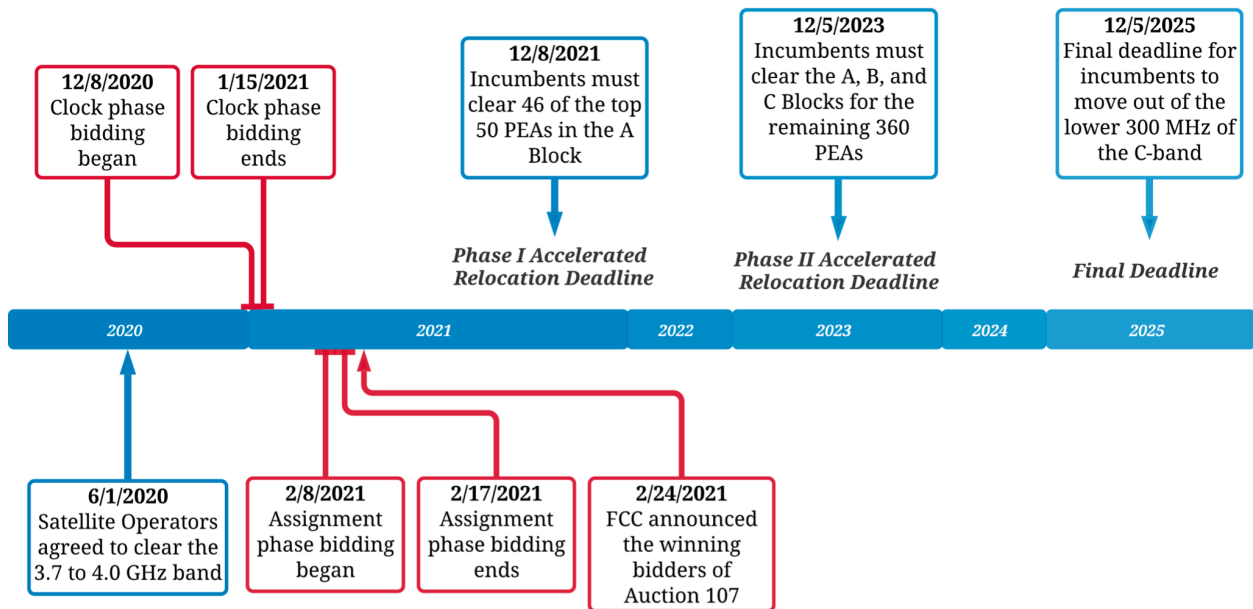 12/8/2020
Clock phase
bidding
began
1/15/2021
Clock phase
bidding
ends
12/8/2021
Incumbents must
clear 46 of the top
50 PEAs in the A
Block
12/5/2023
Incumbents must
clear the A, B, and
C Blocks for the
remaining 360
PEAs
12/5/2025
Final deadline for
incumbents to
move out of the
lower 300 MHz of
the C-band
Phase I Accelerated
Relocation Deadline
Phase II Accelerated
Relocation Deadline
Final Deadline
2020
2021
2022
2023
2024
2025
6/1/2020
Satellite Operators
agreed to clear the
3.7 to 4.0 GHz band
2/8/2021
Assignment
phase bidding
began
2/17/2021
Assignment
phase bidding
ends
2/24/2021
FCC announced
the winning
bidders of
Auction 107